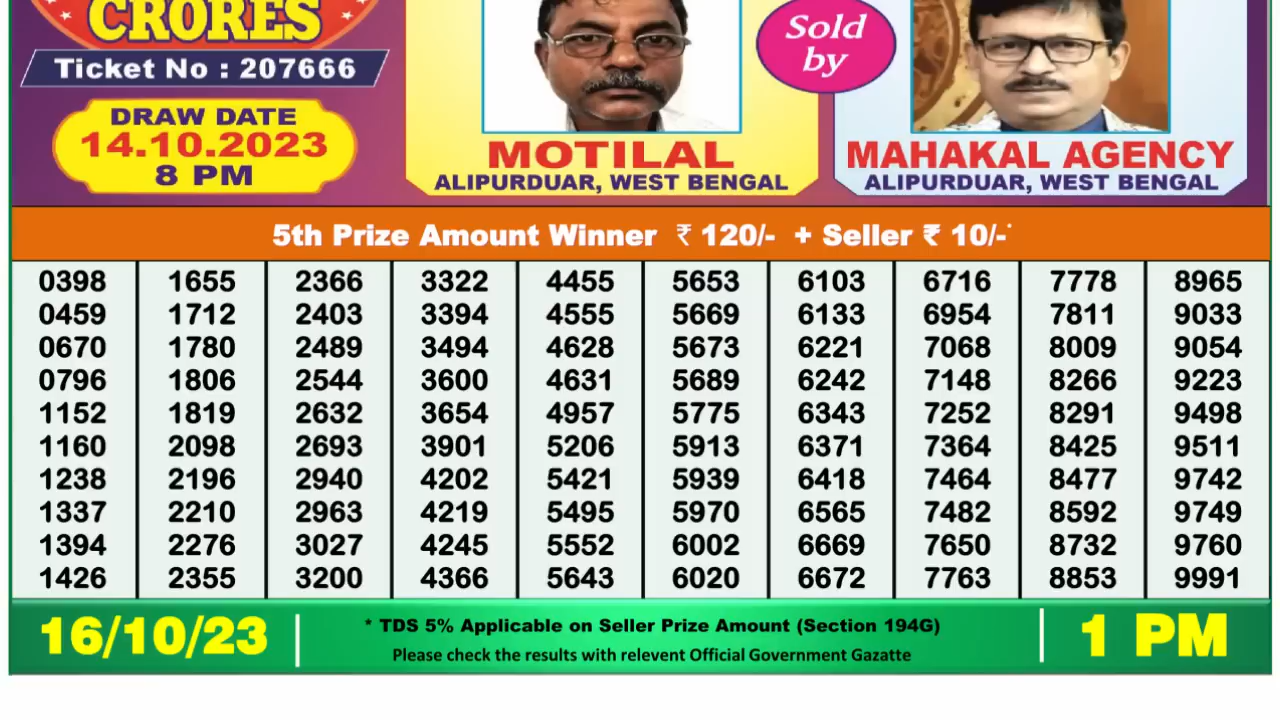 CRORES
Ticket No : 207666
DRAW DATE
14.10.2023
8 PM
MOTILAL
ALIPURDUAR, WEST BENGAL
Sold
by
MAHAKAL AGENCY
ALIPURDUAR, WEST BENGAL
5th Prize Amount Winner ₹ 120/- + Seller ₹ 10/-*
0398 1655 2366 3322 4455 5653 6103 6716 7778 8965
0459 1712 2403 3394 4555 5669 6133 6954 7811 9033
0670 1780 2489 3494 4628 5673 6221 7068 8009 9054
0796 1806 2544 3600 4631 5689 6242 7148 8266 9223
1152 1819 2632 3654 4957 5775 6343 7252 8291 9498
1160 2098 2693 3901 5206 5913 6371 7364 8425 9511
1238 2196 2940 4202 5421 5939 6418 7464 8477 9742
1337 2210 2963 4219 5495 5970 6565 7482 8592 9749
1394 2276 3027 4245 5552 6002 6669 7650 8732 9760
1426 2355 3200 4366 5643 6020 6672 7763 8853 9991
16/10/23
* TDS 5% Applicable on Seller Prize Amount (Section 194G)
Please check the results with relevent Official Government Gazatte
1 PM